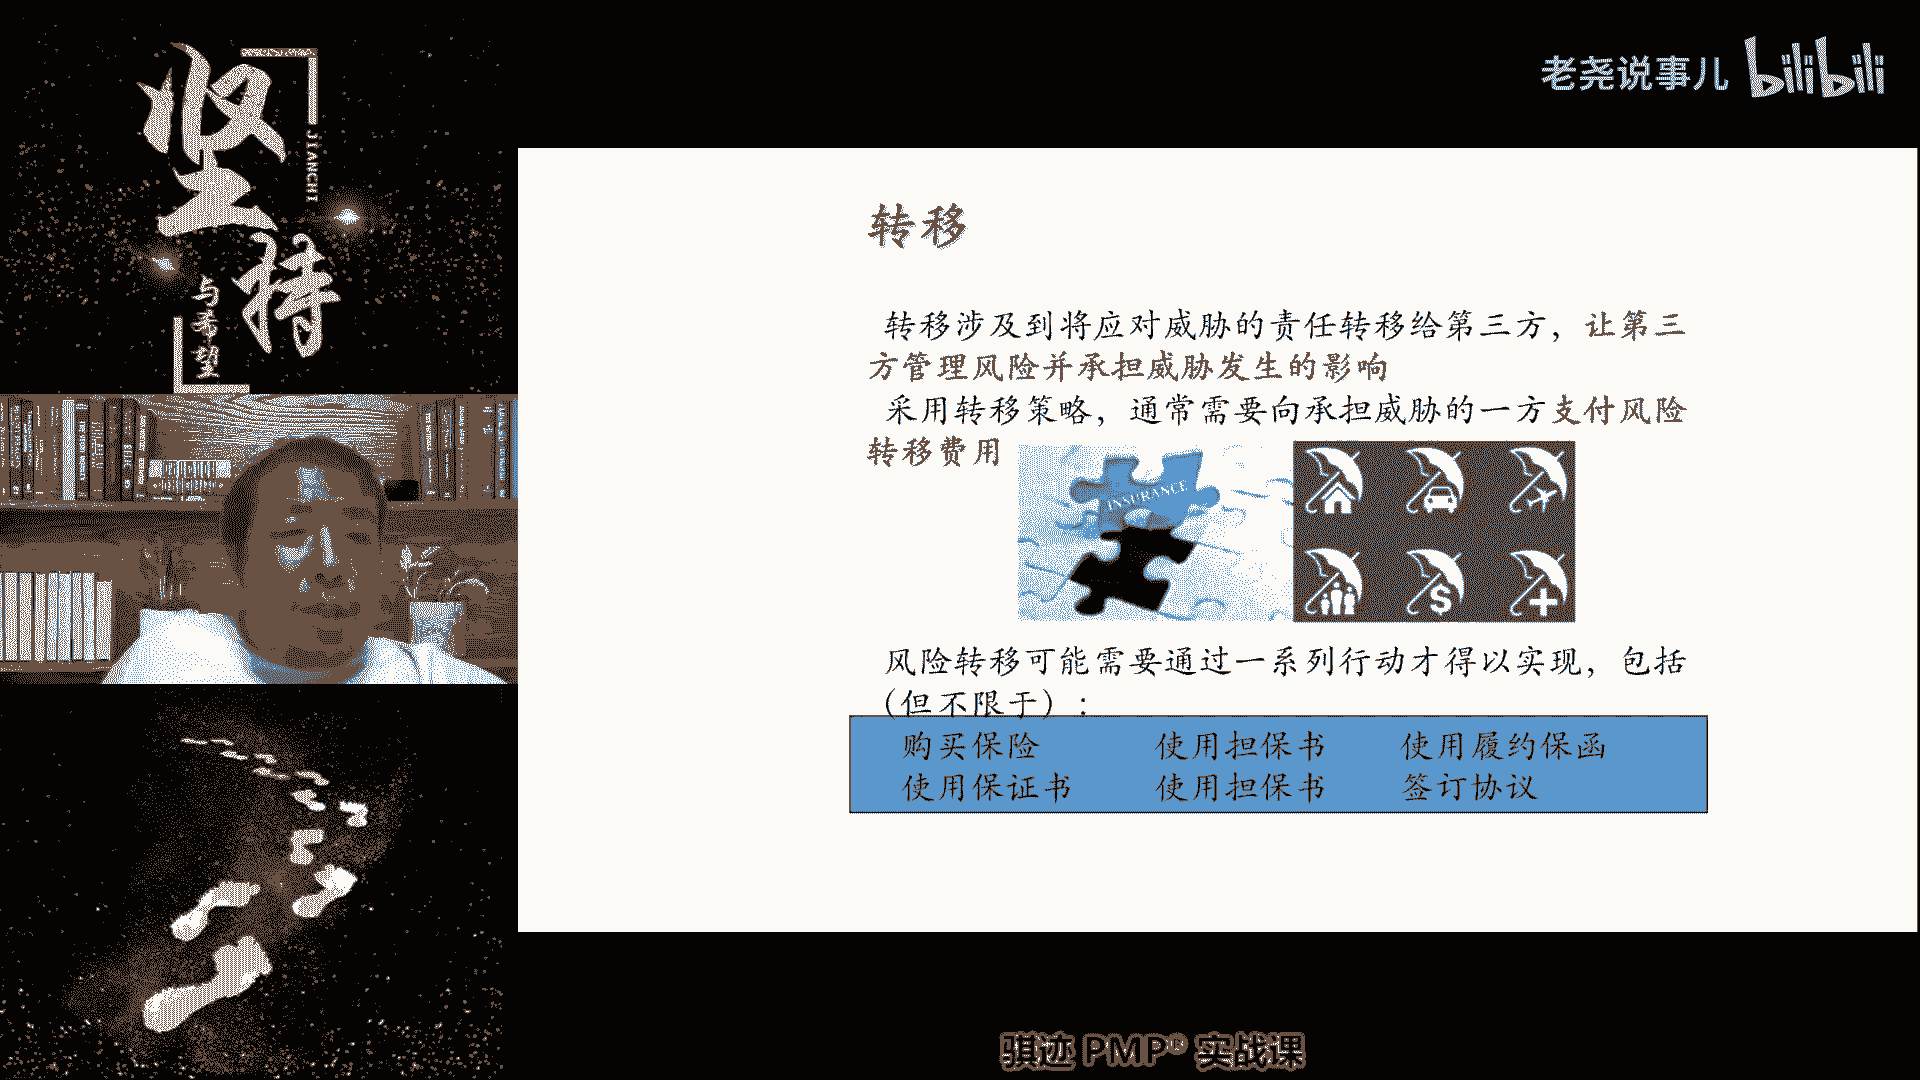 坚持
JIANCHI
与希望
老尧说事儿 bilibili
转移
转移涉及到将应对威胁的责任转移给第三方，让第三
方管理风险并承担威胁发生的影响
采用转移策略，通常需要向承担威胁的一方支付风险
转移费用
INSURANCE
风险转移可能需要通过一系列行动才得以实现，包括
（但不限于）：
购买保险 使用担保书 使用履约保函
使用保证书 使用担保书 签订协议
骐迹 PMP® 实战课